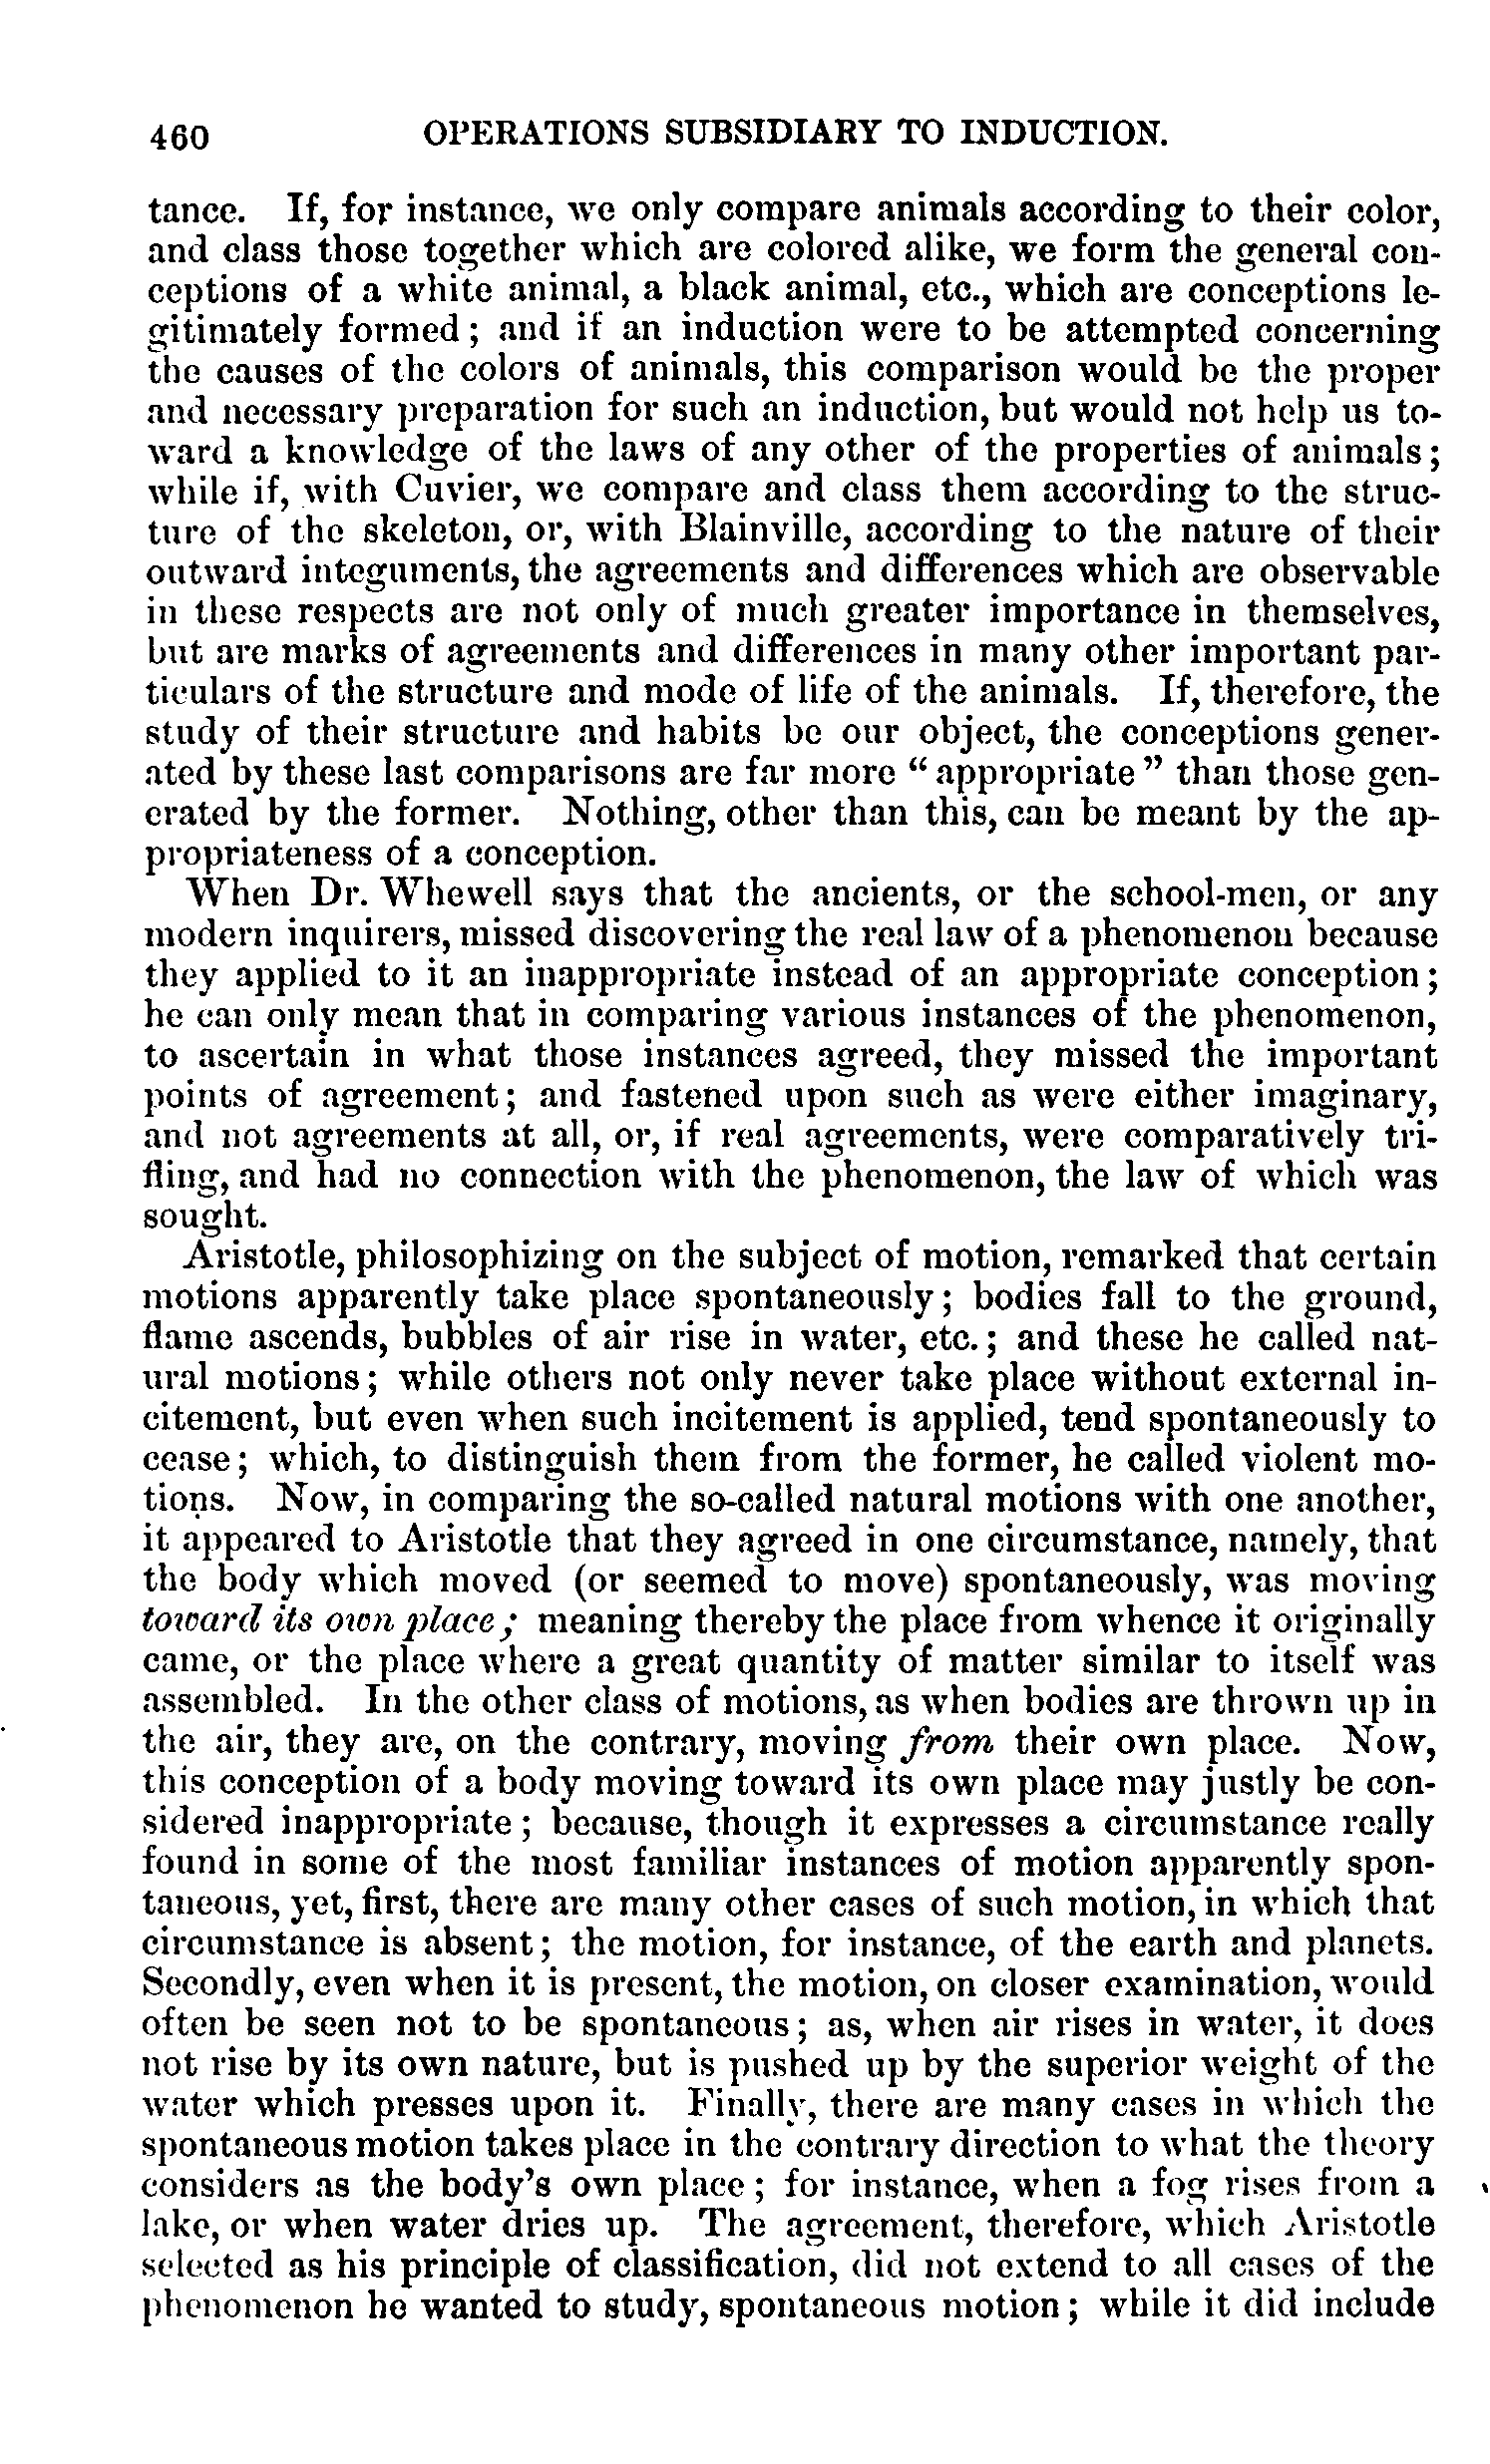 460 OPERATIONS SUBSIDIARY TO INDUCTION.
tance. If, for instance, we only compare animals according to their color,
and class those together which are colored alike, we form the general con-
ceptions of a white animal, a black animal, etc., which are conceptions le-
gitimately formed; and if an induction were to be attempted concerning
the causes of the colors of animals, this comparison would be the proper
and necessary preparation for such an induction, but would not help us to-
ward a knowledge of the laws of any other of the properties of animals;
while if, with Cuvier, we compare and class them according to the struc-
ture of the skeleton, or, with Blainville, according to the nature of their
outward integuments, the agreements and differences which are observable
in these respects are not only of much greater importance in themselves,
but are marks of agreements and differences in many other important par-
ticulars of the structure and mode of life of the animals. If, therefore, the
study of their structure and habits be our object, the conceptions gener-
ated by these last comparisons are far more “appropriate” than those gen-
erated by the former. Nothing, other than this, can be meant by the ap-
propriateness of a conception.
When Dr. Whewell says that the ancients, or the school-men, or any
modern inquirers, missed discovering the real law of a phenomenon because
they applied to it an inappropriate instead of an appropriate conception;
he can only mean that in comparing various instances of the phenomenon,
to ascertain in what those instances agreed, they missed the important
points of agreement; and fastened upon such as were either imaginary,
and not agreements at all, or, if real agreements, were comparatively tri-
fling, and had no connection with the phenomenon, the law of which was
sought.
Aristotle, philosophizing on the subject of motion, remarked that certain
motions apparently take place spontaneously; bodies fall to the ground,
flame ascends, bubbles of air rise in water, etc.; and these he called nat-
ural motions; while others not only never take place without external in-
citement, but even when such incitement is applied, tend spontaneously to
cease; which, to distinguish them from the former, he called violent mo-
tions. Now, in comparing the so-called natural motions with one another,
it appeared to Aristotle that they agreed in one circumstance, namely, that
the body which moved (or seemed to move) spontaneously, was moving
toward its own place; meaning thereby the place from whence it originally
came, or the place where a great quantity of matter similar to itself was
assembled. In the other class of motions, as when bodies are thrown up in
the air, they are, on the contrary, moving from their own place. Now,
this conception of a body moving toward its own place may justly be con-
sidered inappropriate; because, though it expresses a circumstance really
found in some of the most familiar instances of motion apparently spon-
taneous, yet, first, there are many other cases of such motion, in which that
circumstance is absent; the motion, for instance, of the earth and planets.
Secondly, even when it is present, the motion, on closer examination, would
often be seen not to be spontaneous; as, when air rises in water, it does
not rise by its own nature, but is pushed up by the superior weight of the
water which presses upon it. Finally, there are many cases in which the
spontaneous motion takes place in the contrary direction to what the theory
considers as the body’s own place; for instance, when a fog rises from a
lake, or when water dries up. The agreement, therefore, which Aristotle
selected as his principle of classification, did not extend to all cases of the
phenomenon he wanted to study, spontaneous motion; while it did include